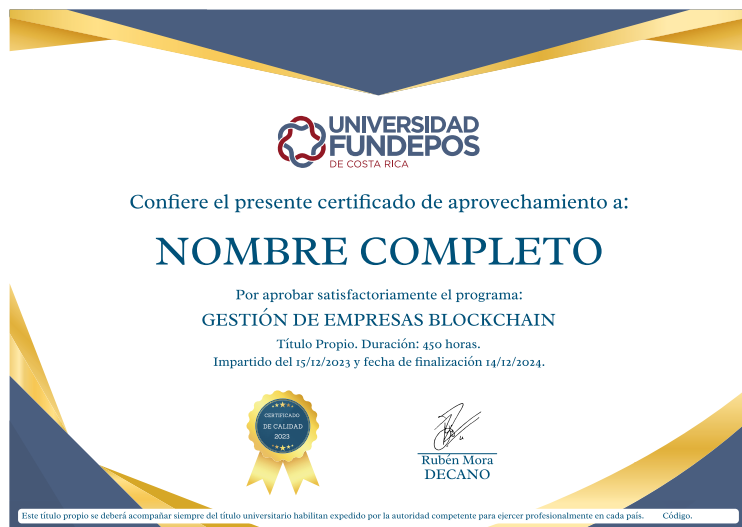 UNIVERSIDAD
FUNDEPOS
DE COSTA RICA
Confiere el presente certificado de aprovechamiento a:
NOMBRE COMPLETO
Por aprobar satisfactoriamente el programa:
GESTIÓN DE EMPRESAS BLOCKCHAIN
Título Propio. Duración: 450 horas.
Impartido del 15/12/2023 y fecha de finalización 14/12/2024.
CERTIFICADO
DE CALIDAD
2023
Rubén Mora
DECANO
Este título propio se deberá acompañar siempre del título universitario habilitan expedido por la autoridad competente para ejercer profesionalmente en cada país. Código.